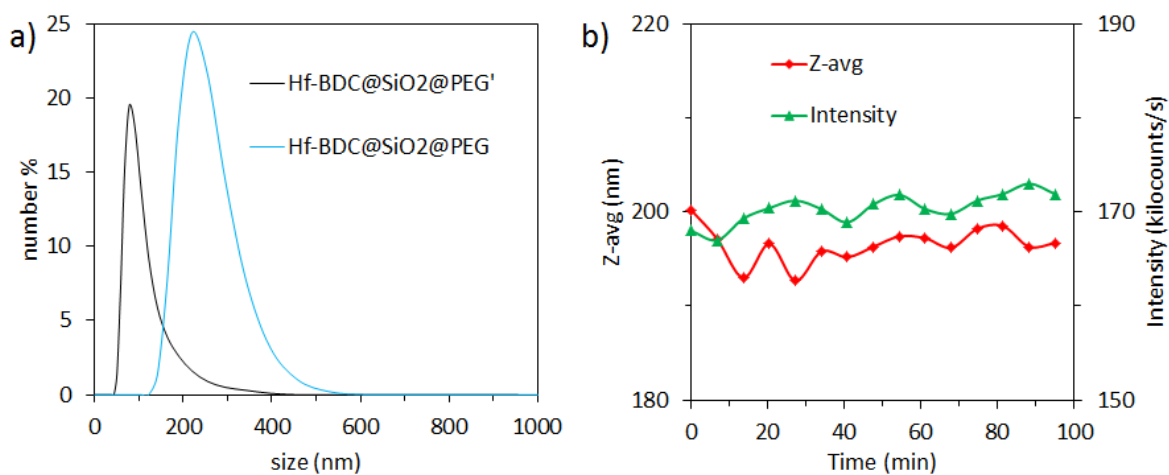 a)
25
20
15
10
5
0
number %
Hf-BDC@SiO2@PEG'
Hf-BDC@SiO2@PEG
0 200 400 600 800 1000
size (nm)
b)
220
200
180
Z-avg (nm)
Z-avg
Intensity
190
170
150
Intensity (kilocounts/s)
0 20 40 60 80 100
Time (min)